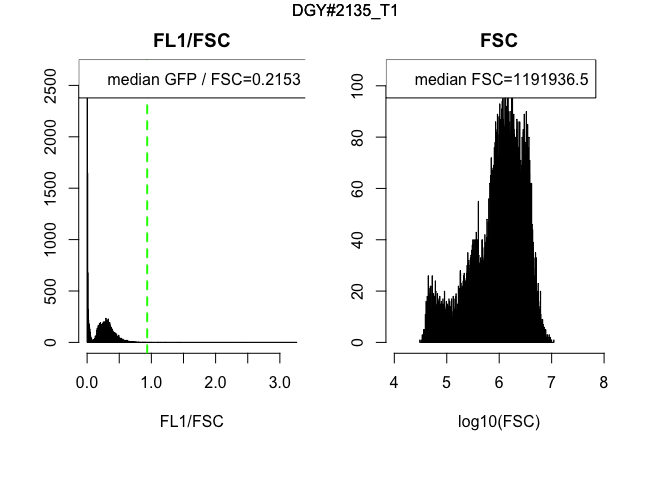 DGY#2135_T1
FL1/FSC
median GFP / FSC=0.2153
0 500 1000 1500 2000 2500
0.0 1.0 2.0 3.0
FL1/FSC
FSC
median FSC=1191936.5
0 20 40 60 80 100
4 5 6 7 8
log10(FSC)